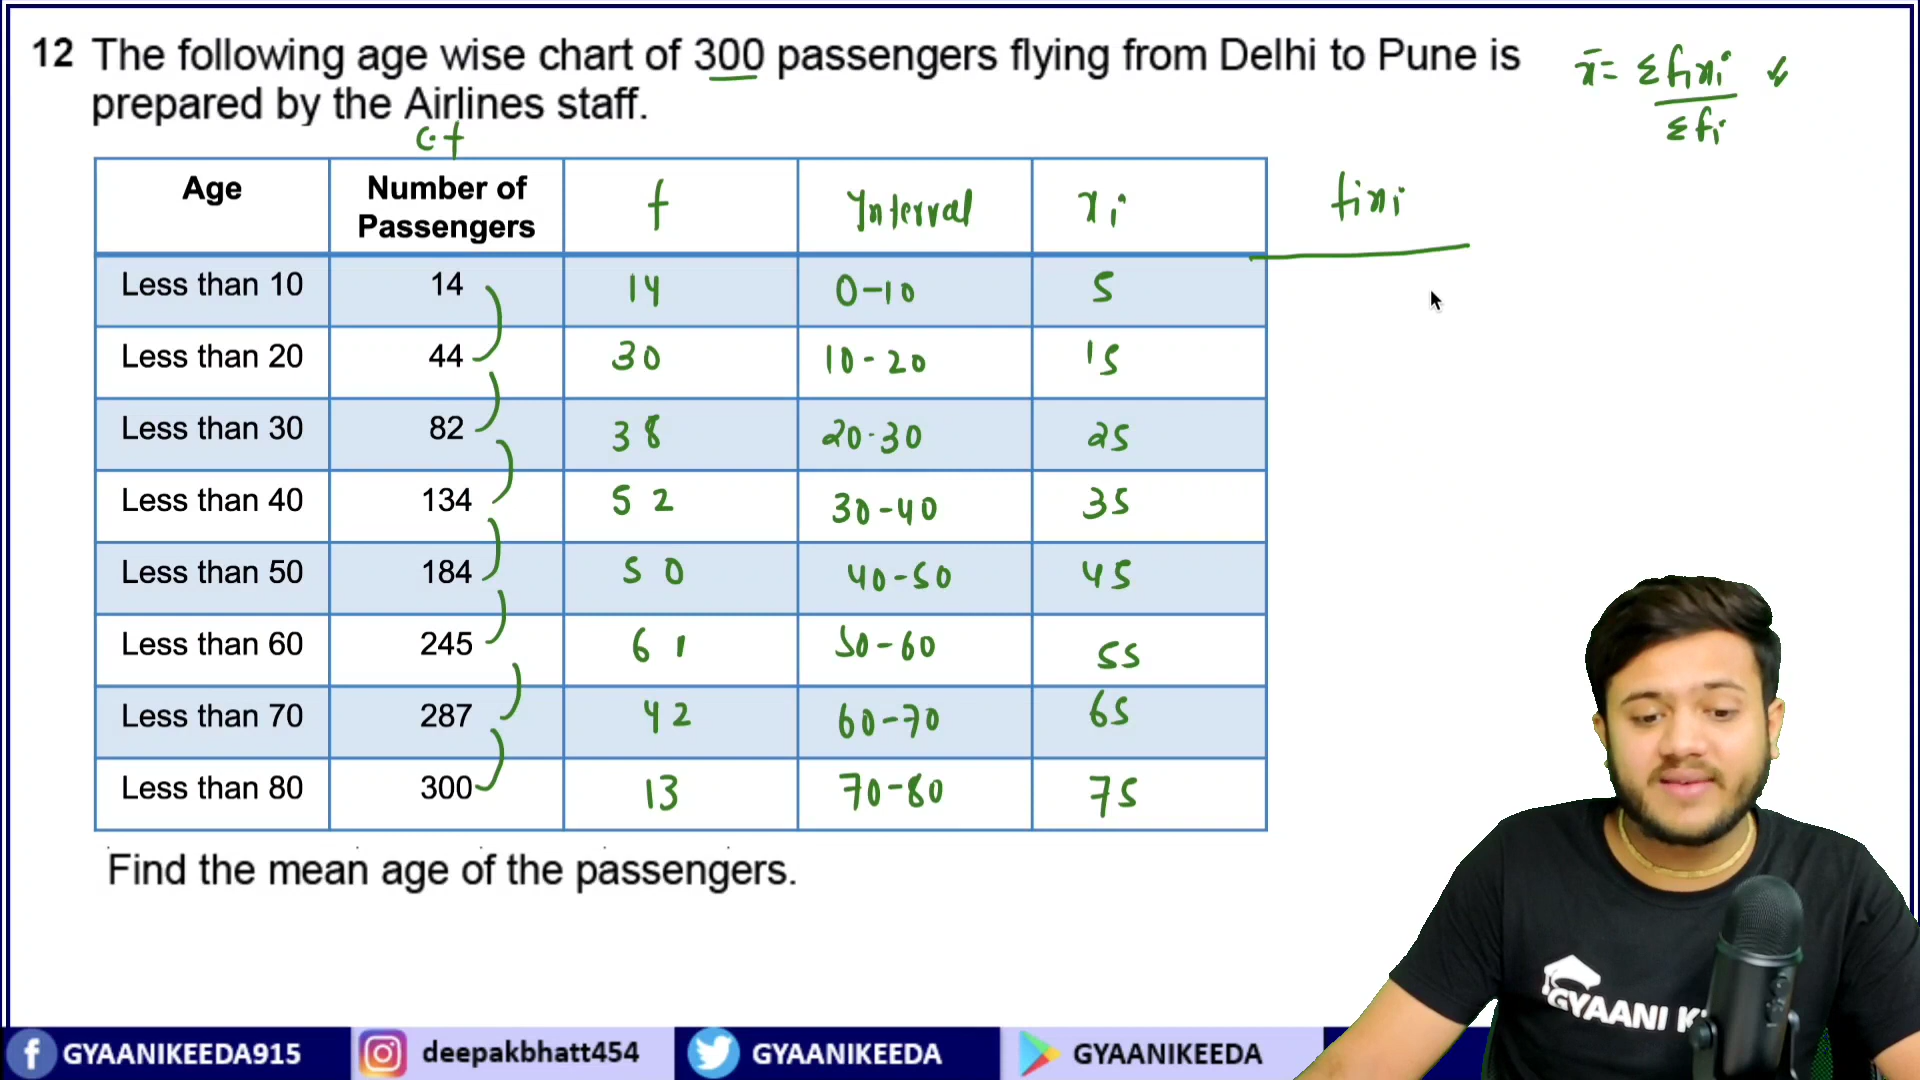 12 The following age wise chart of 300 passengers flying from Delhi to Pune is
prepared by the Airlines staff.
x̄ = Σfixi
Σfi
c.f
Age Number of Passengers f Interval xi fixi
Less than 10 14 14 0-10 5
Less than 20 44 30 10-20 15
Less than 30 82 38 20-30 25
Less than 40 134 52 30-40 35
Less than 50 184 50 40-50 45
Less than 60 245 61 50-60 55
Less than 70 287 42 60-70 65
Less than 80 300 13 70-80 75
Find the mean age of the passengers.
GYAANI K
GYAANIKEEDA915 deepakbhatt454 GYAANIKEEDA GYAANIKEEDA